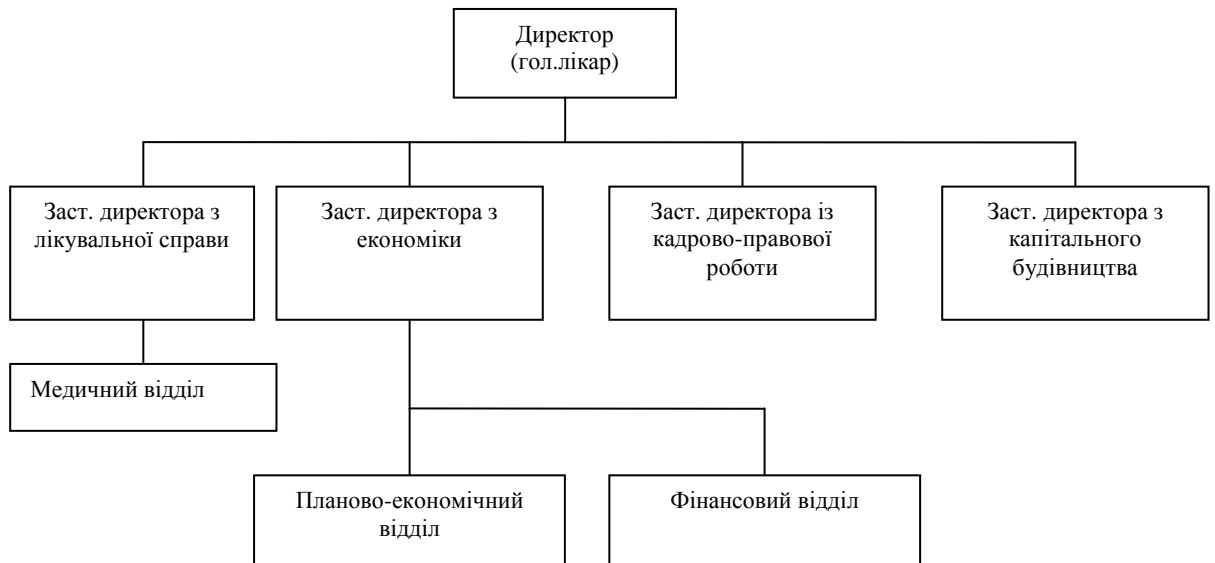 Директор
(гол.лікар)
Заст. директора з
лікувальної справи
Заст. директора з
економіки
Заст. директора із
кадрово-правової
роботи
Заст. директора з
капітального
будівництва
Медичний відділ
Планово-економічний
відділ
Фінансовий відділ